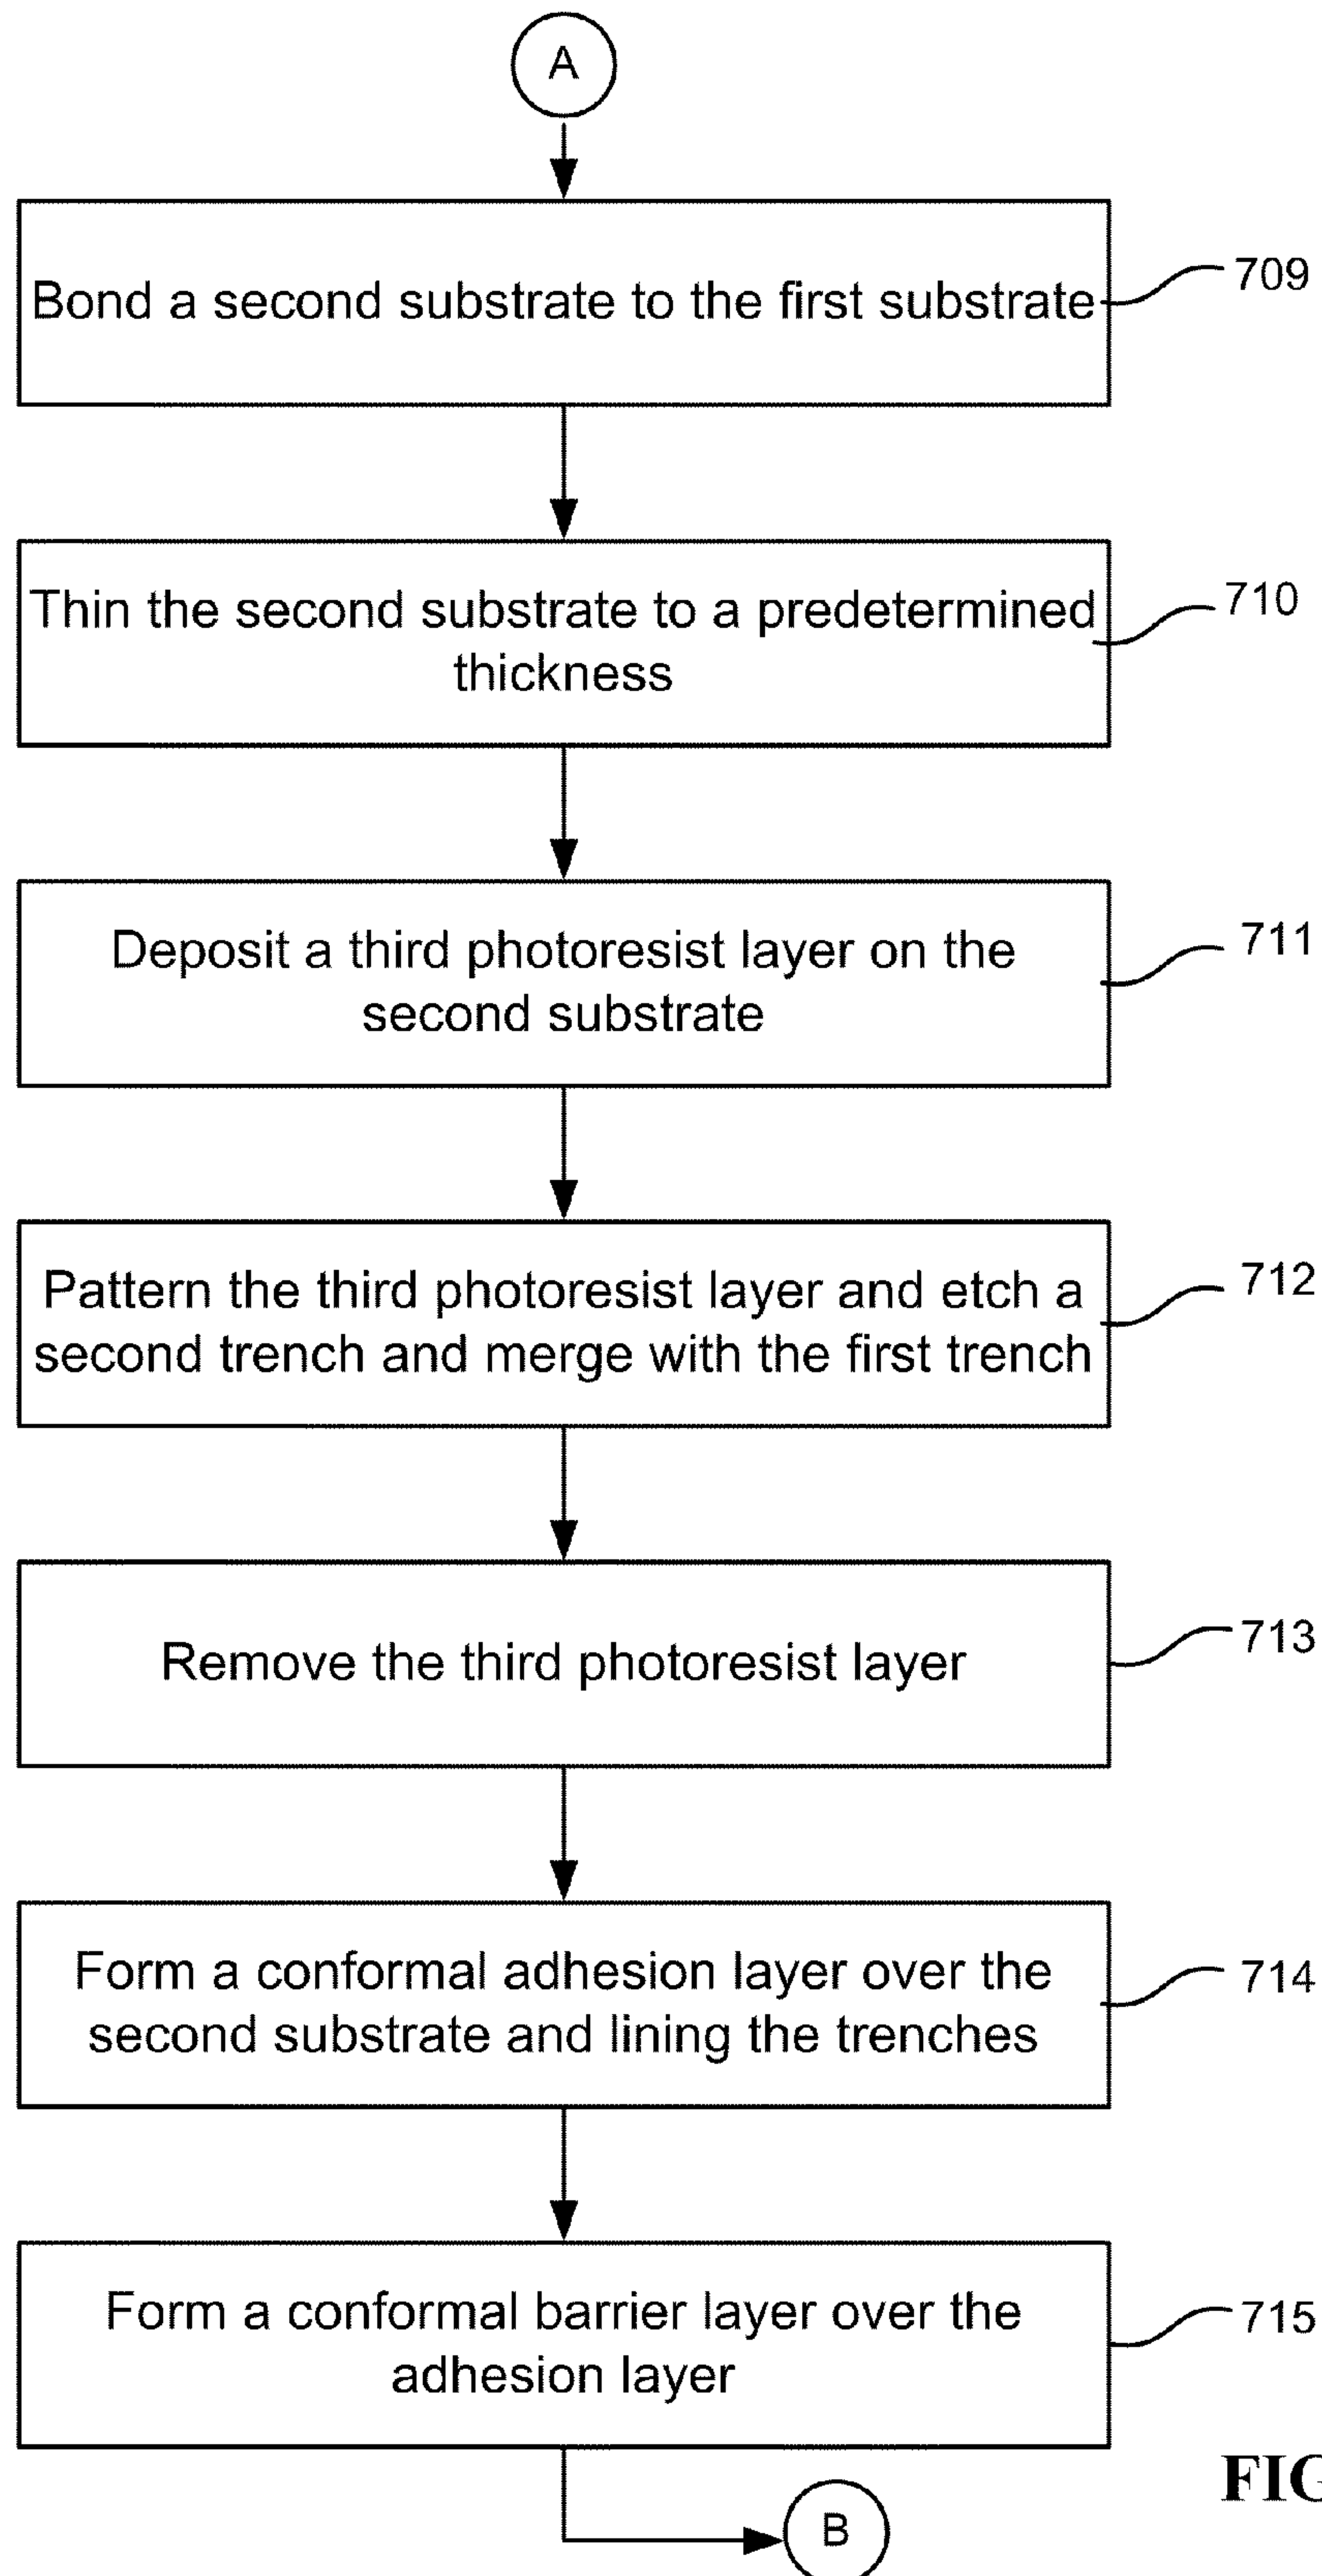 A
Bond a second substrate to the first substrate
709
Thin the second substrate to a predetermined
thickness
710
Deposit a third photoresist layer on the
second substrate
711
Pattern the third photoresist layer and etch a
second trench and merge with the first trench
712
Remove the third photoresist layer
713
Form a conformal adhesion layer over the
second substrate and lining the trenches
714
Form a conformal barrier layer over the
adhesion layer
715
B